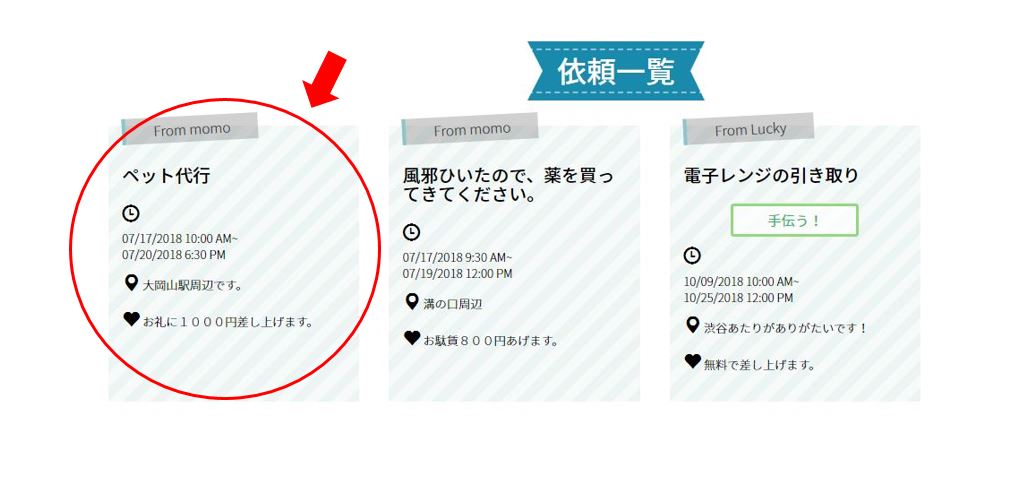 依頼一覧
From momo
ペット代行
07/17/2018 10:00 AM~
07/20/2018 6:30 PM
大岡山駅周辺です。
お礼に１０００円差し上げます。
From momo
風邪ひいたので、薬を買っ
てきてください。
07/17/2018 9:30 AM~
07/19/2018 12:00 PM
溝の口周辺
お駄賃８００円あげます。
From Lucky
電子レンジの引き取り
手伝う！
10/09/2018 10:00 AM~
10/25/2018 12:00 PM
渋谷あたりがありがたいです！
無料で差し上げます。